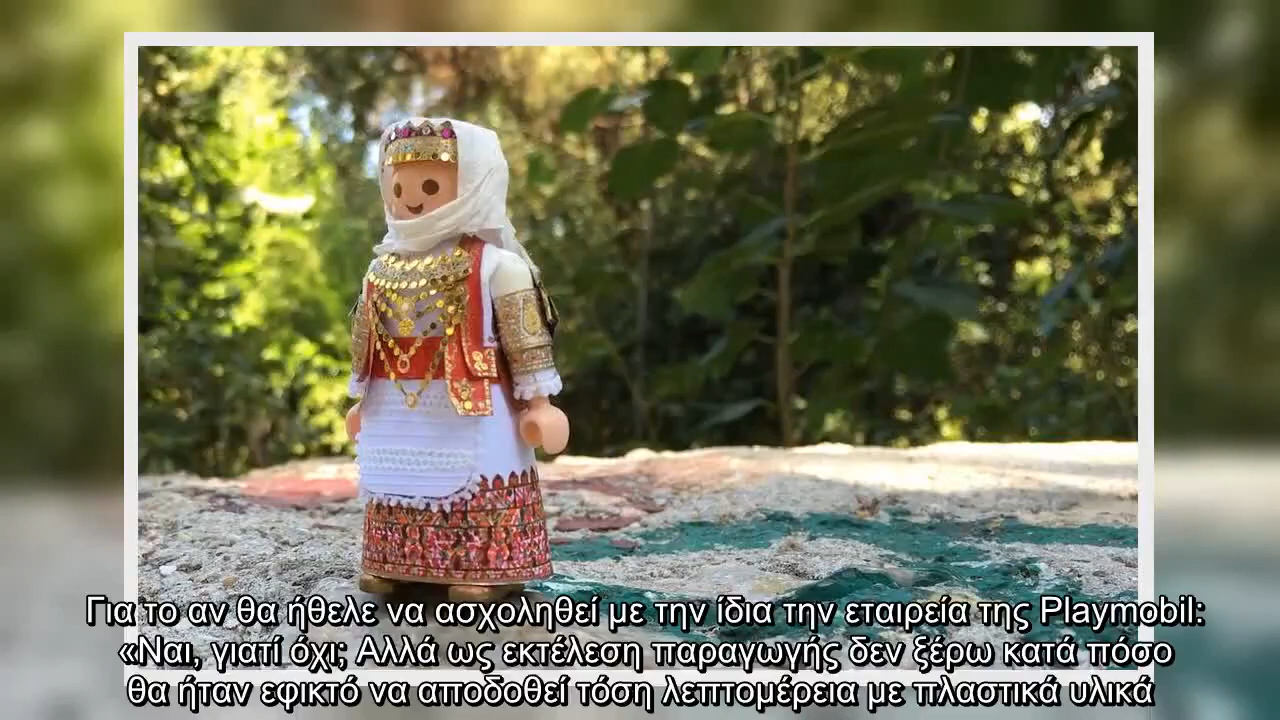 Για το αν θα ήθελε να ασχοληθεί με την ίδια την εταιρεία της Playmobil:
«Ναι, γιατί όχι; Αλλά ως εκτέλεση παραγωγής δεν ξέρω κατά πόσο
θα ήταν εφικτό να αποδοθεί τόση λεπτομέρεια με πλαστικά υλικά